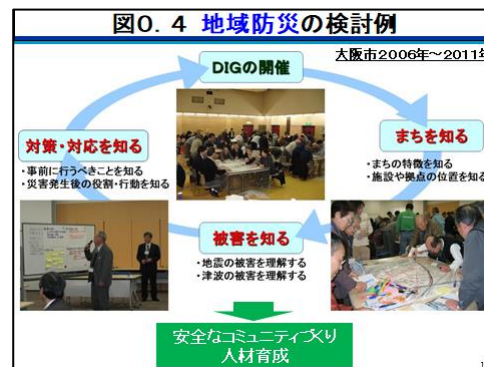 図0.4 地域防災の検討例
大阪市2006年～2011年
DIGの開催
対策・対応を知る
・事前に行うべきことを知る
・災害発生後の役割・行動を知る
まちを知る
・まちの特徴を知る
・施設や拠点の位置を知る
被害を知る
・地震の被害を理解する
・津波の被害を理解する
安全なコミュニティづくり
人材育成